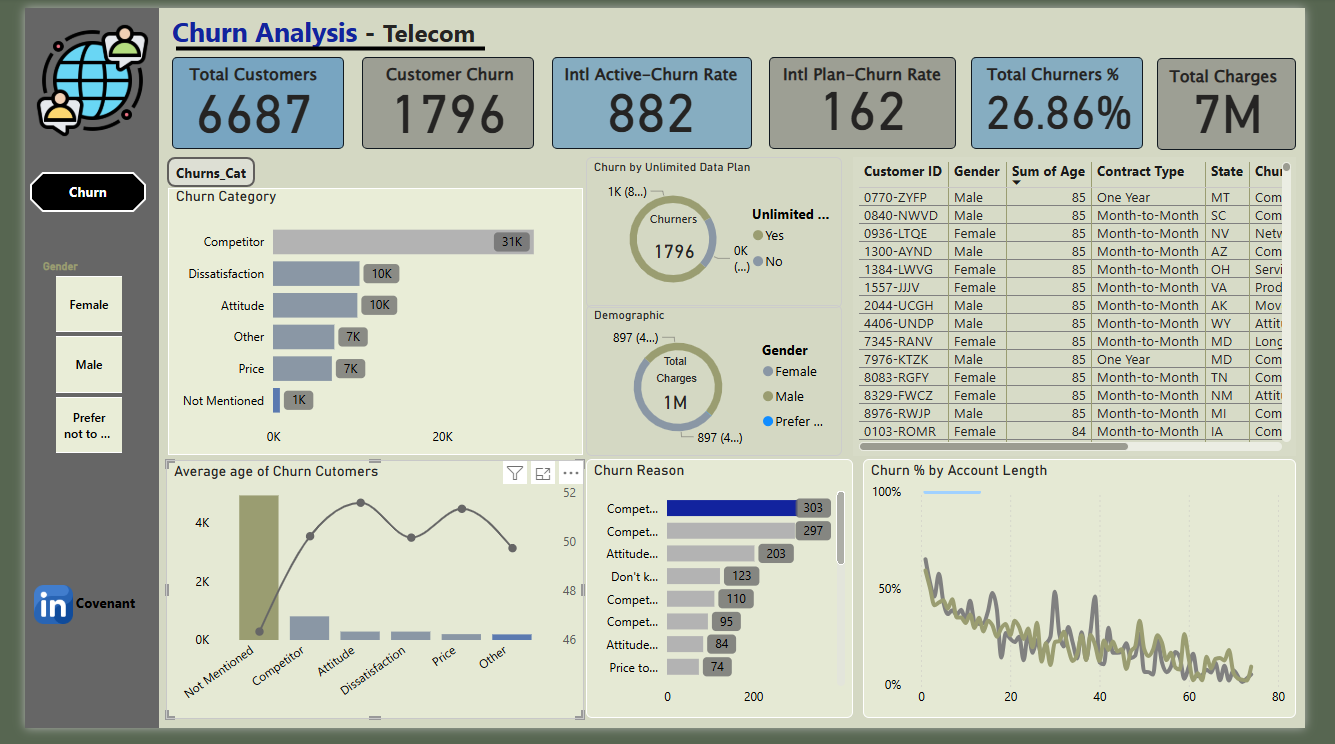 Churn Analysis - Telecom
Total Customers
6687
Customer Churn
1796
Intl Active-Churn Rate
882
Intl Plan-Churn Rate
162
Total Churners %
26.86%
Total Charges
7M
Churn
Gender
Female
Male
Prefer
not to ...
in Covenant
Churns_Cat
Churn Category
Competitor 31K
Dissatisfaction 10K
Attitude 10K
Other 7K
Price 7K
Not Mentioned 1K
0K 20K
Churn by Unlimited Data Plan
1K (8...)
Churners
1796
0K
(...)
Unlimited ...
Yes
No
Demographic
897 (4...)
Total
Charges
1M
897 (4...)
Gender
Female
Male
Prefer ...
Customer ID Gender Sum of Age Contract Type State Chur
0770-ZYFP Male 85 One Year MT Com
0840-NWVD Male 85 Month-to-Month SC Com
0936-LTQE Female 85 Month-to-Month NV Netw
1300-AYND Male 85 Month-to-Month AZ Com
1384-LWVG Female 85 Month-to-Month OH Servi
1557-JJJV Female 85 Month-to-Month VA Prod
2044-UCGH Male 85 Month-to-Month AK Mov
4406-UNDP Male 85 Month-to-Month WY Attit
7345-RANV Female 85 Month-to-Month MD Long
7976-KTZK Male 85 One Year MD Com
8083-RGFY Female 85 Month-to-Month TN Com
8329-FWCZ Female 85 Month-to-Month NM Attit
8976-RWJP Male 85 Month-to-Month MI Com
0103-ROMR Female 84 Month-to-Month IA Com
Average age of Churn Cutomers
4K
2K
0K
52
50
48
46
Not Mentioned
Competitor
Attitude
Dissatisfaction
Price
Other
Churn Reason
Compet... 303
Compet... 297
Attitude... 203
Don't k... 123
Compet... 110
Compet... 95
Attitude... 84
Price to... 74
0 200
Churn % by Account Length
100%
50%
0%
0 20 40 60 80